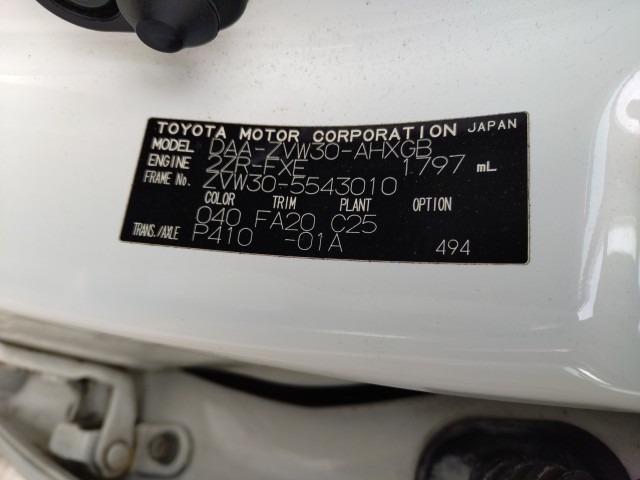 TOYOTA MOTOR CORPORATION JAPAN
MODEL DAA-ZVW30-AHXGB
ENGINE 2ZR-FXE 1797 mL
FRAME No. ZVW30-5543010
COLOR TRIM PLANT OPTION
040 FA20 C25
TRANS./AXLE P410 -01A 494